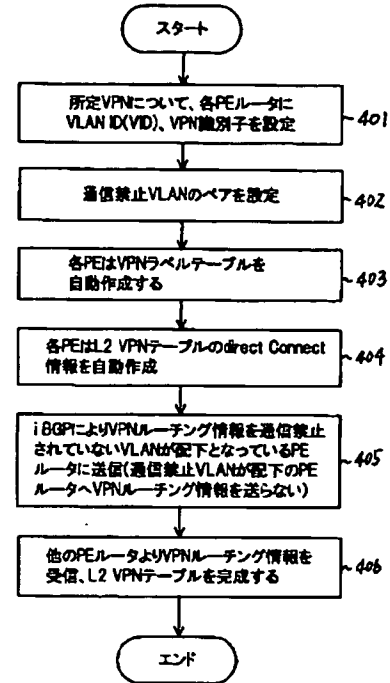 スタート
所定VPNについて、各PEルータに
VLAN ID(VID)、VPN識別子を設定
401
通信禁止VLANのペアを設定
402
各PEはVPNラベルテーブルを
自動作成する
403
各PEはL2 VPNテーブルのdirect Connect
情報を自動作成
404
iBGPによりVPNルーチング情報を通信禁止
されていないVLANが配下となっているPE
ルータに送信(通信禁止VLANが配下のPE
ルータへVPNルーチング情報を送らない)
405
他のPEルータよりVPNルーチング情報を
受信、L2 VPNテーブルを完成する
406
エンド